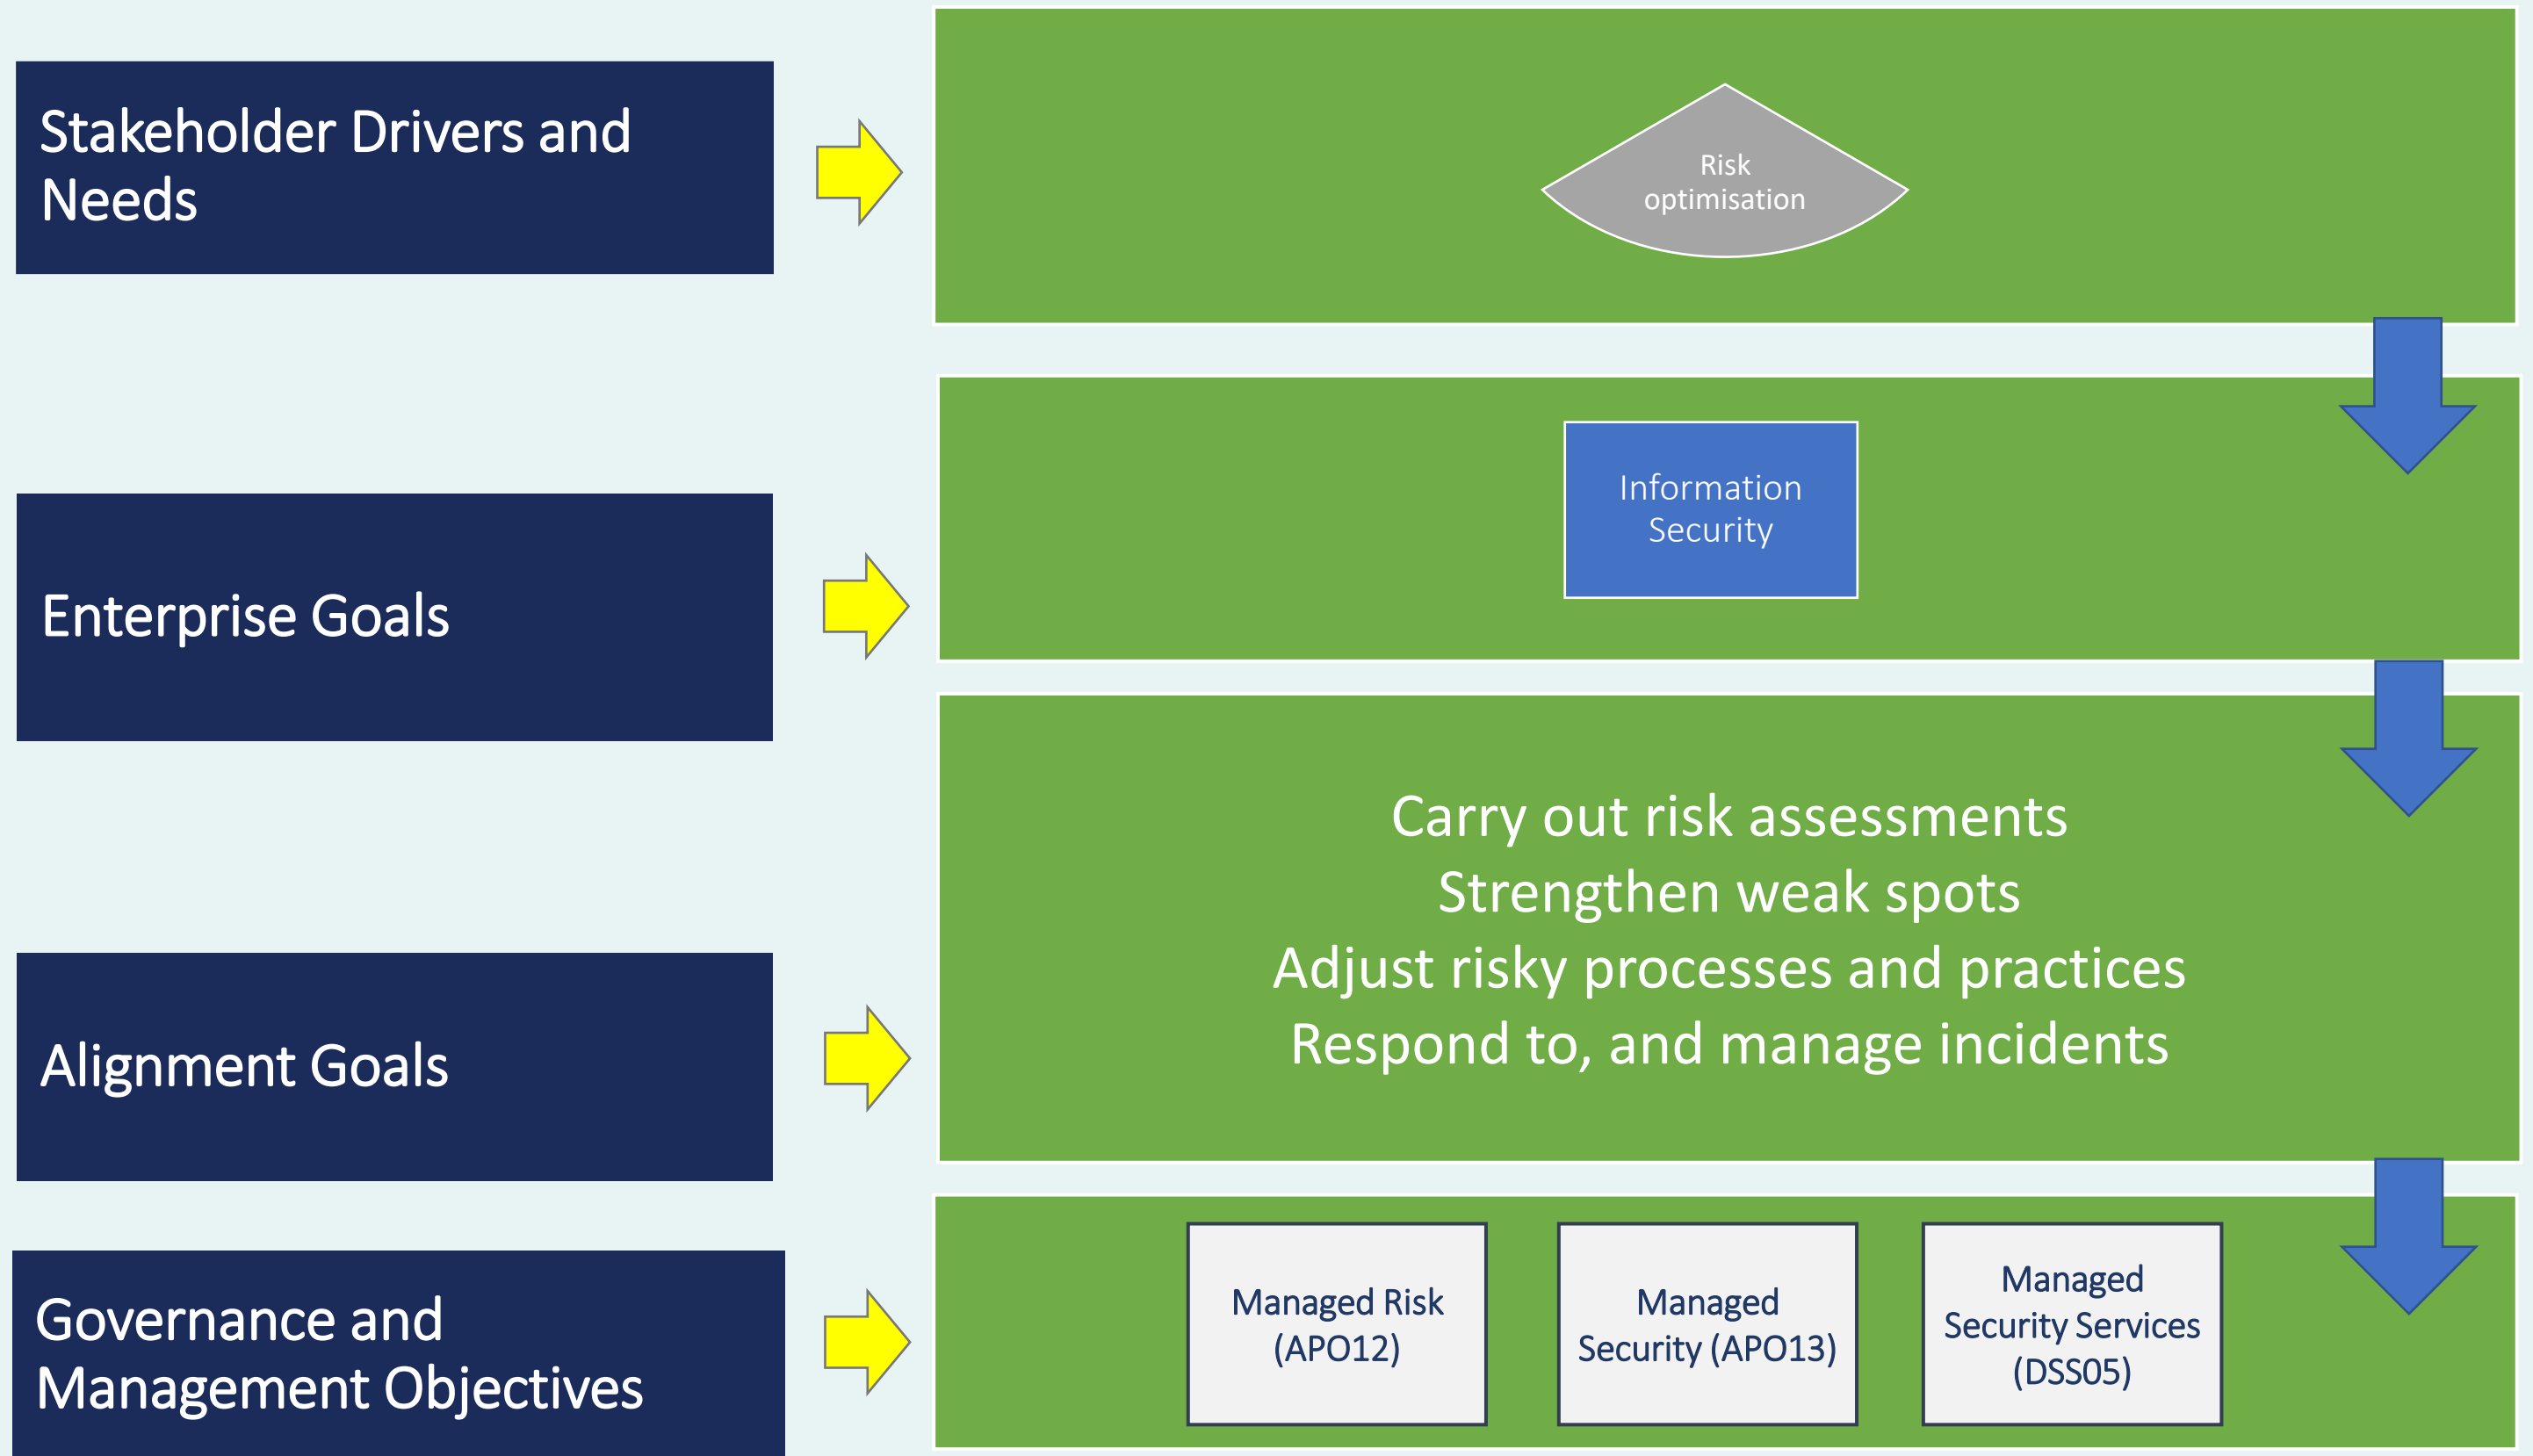 Stakeholder Drivers and
Needs
Risk
optimisation
Enterprise Goals
Information
Security
Alignment Goals
Carry out risk assessments
Strengthen weak spots
Adjust risky processes and practices
Respond to, and manage incidents
Governance and
Management Objectives
Managed Risk
(APO12)
Managed
Security (APO13)
Managed
Security Services
(DSS05)